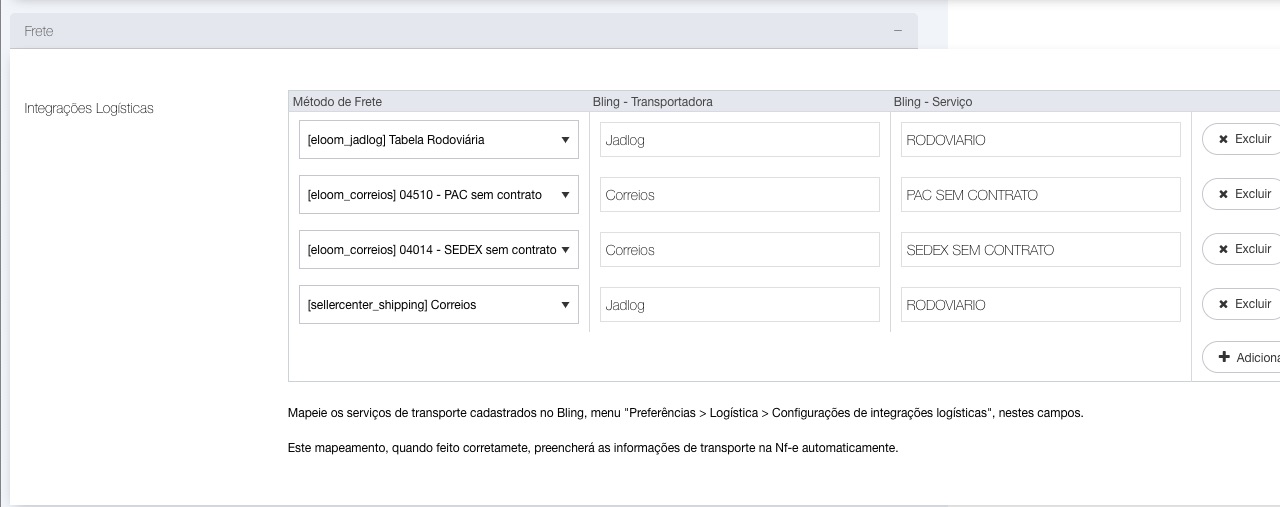 Frete −
Integrações Logísticas
Método de Frete Bling - Transportadora Bling - Serviço
[eloom_jadlog] Tabela Rodoviária Jadlog RODOVIARIO Excluir
[eloom_correios] 04510 - PAC sem contrato Correios PAC SEM CONTRATO Excluir
[eloom_correios] 04014 - SEDEX sem contrato Correios SEDEX SEM CONTRATO Excluir
[sellercenter_shipping] Correios Jadlog RODOVIARIO Excluir
Adiciona
Mapeie os serviços de transporte cadastrados no Bling, menu "Preferências > Logística > Configurações de integrações logísticas", nestes campos.
Este mapeamento, quando feito corretamete, preencherá as informações de transporte na Nf-e automaticamente.